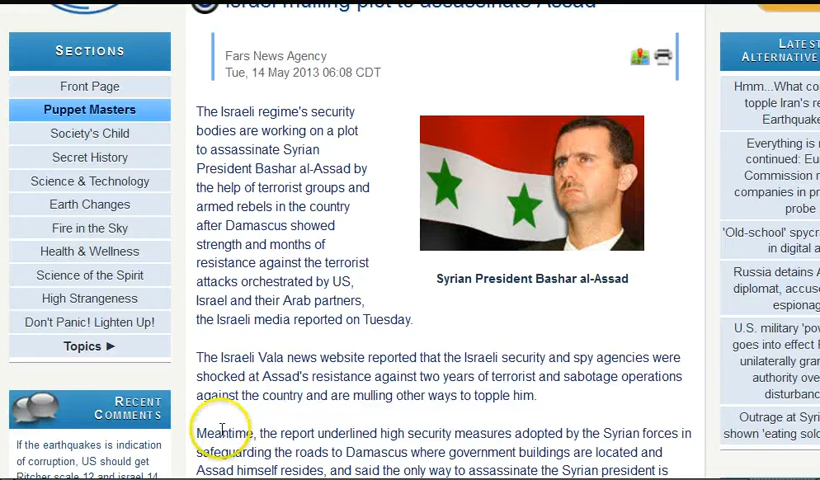 Israel mulling plot to assassinate Assad
SECTIONS
Front Page
Puppet Masters
Society's Child
Secret History
Science & Technology
Earth Changes
Fire in the Sky
Health & Wellness
Science of the Spirit
High Strangeness
Don't Panic! Lighten Up!
Topics ►
RECENT
COMMENTS
If the earthquakes is indication
of corruption, US should get
Ritcher scale 12 and israel 14
Fars News Agency
Tue, 14 May 2013 06:08 CDT
The Israeli regime's security
bodies are working on a plot
to assassinate Syrian
President Bashar al-Assad by
the help of terrorist groups and
armed rebels in the country
after Damascus showed
strength and months of
resistance against the terrorist
attacks orchestrated by US,
Israel and their Arab partners,
the Israeli media reported on Tuesday.
Syrian President Bashar al-Assad
The Israeli Vala news website reported that the Israeli security and spy agencies were
shocked at Assad's resistance against two years of terrorist and sabotage operations
against the country and are mulling other ways to topple him.
Meantime, the report underlined high security measures adopted by the Syrian forces in
safeguarding the roads to Damascus where government buildings are located and
Assad himself resides, and said the only way to assassinate the Syrian president is
LATEST
ALTERNATIVE
Hmm...What co
topple Iran's re
Earthquake
Everything is r
continued: Eu
Commission r
companies in pr
probe
'Old-school' spycr
in digital a
Russia detains A
diplomat, accuse
espionag
U.S. military 'pow
goes into effect F
unilaterally gran
authority ove
disturbanc
Outrage at Syri
shown 'eating sol